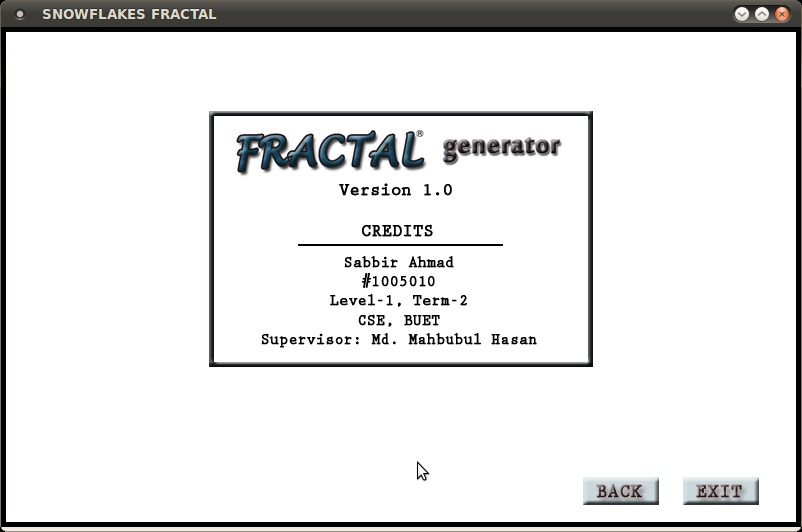 SNOWFLAKES FRACTAL
FRACTAL® generator
Version 1.0
CREDITS
Sabbir Ahmad
#1005010
Level-1, Term-2
CSE, BUET
Supervisor: Md. Mahbubul Hasan
BACK EXIT